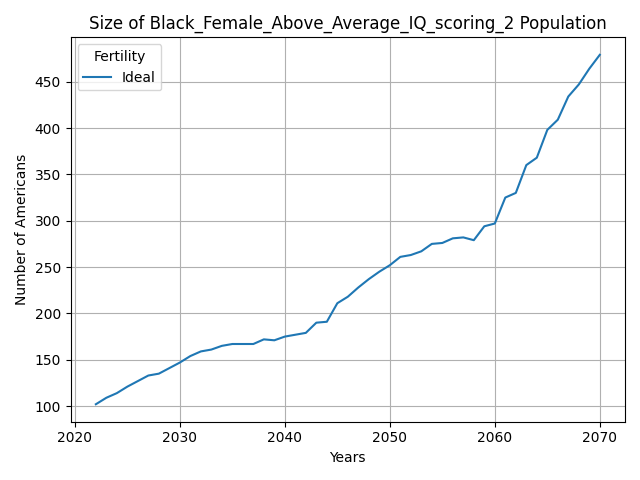 Size of Black_Female_Above_Average_IQ_scoring_2 Population
Fertility
Ideal
Number of Americans
450
400
350
300
250
200
150
100
2020 2030 2040 2050 2060 2070
Years